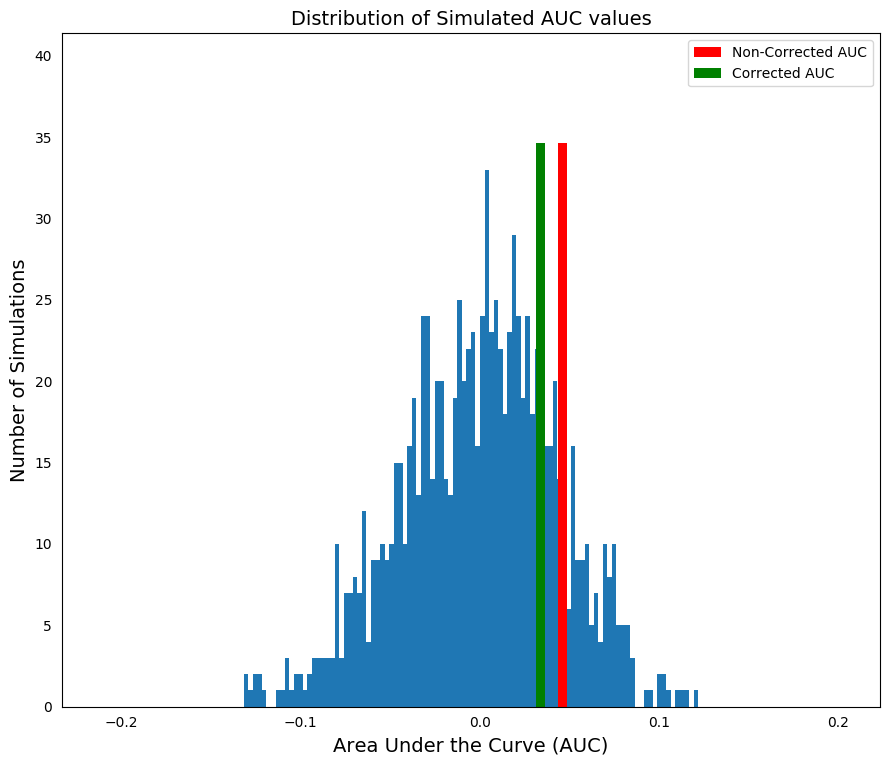 Distribution of Simulated AUC values
Non-Corrected AUC
Corrected AUC
40
35
30
25
20
15
10
5
0
Number of Simulations
−0.2
−0.1
0.0
0.1
0.2
Area Under the Curve (AUC)